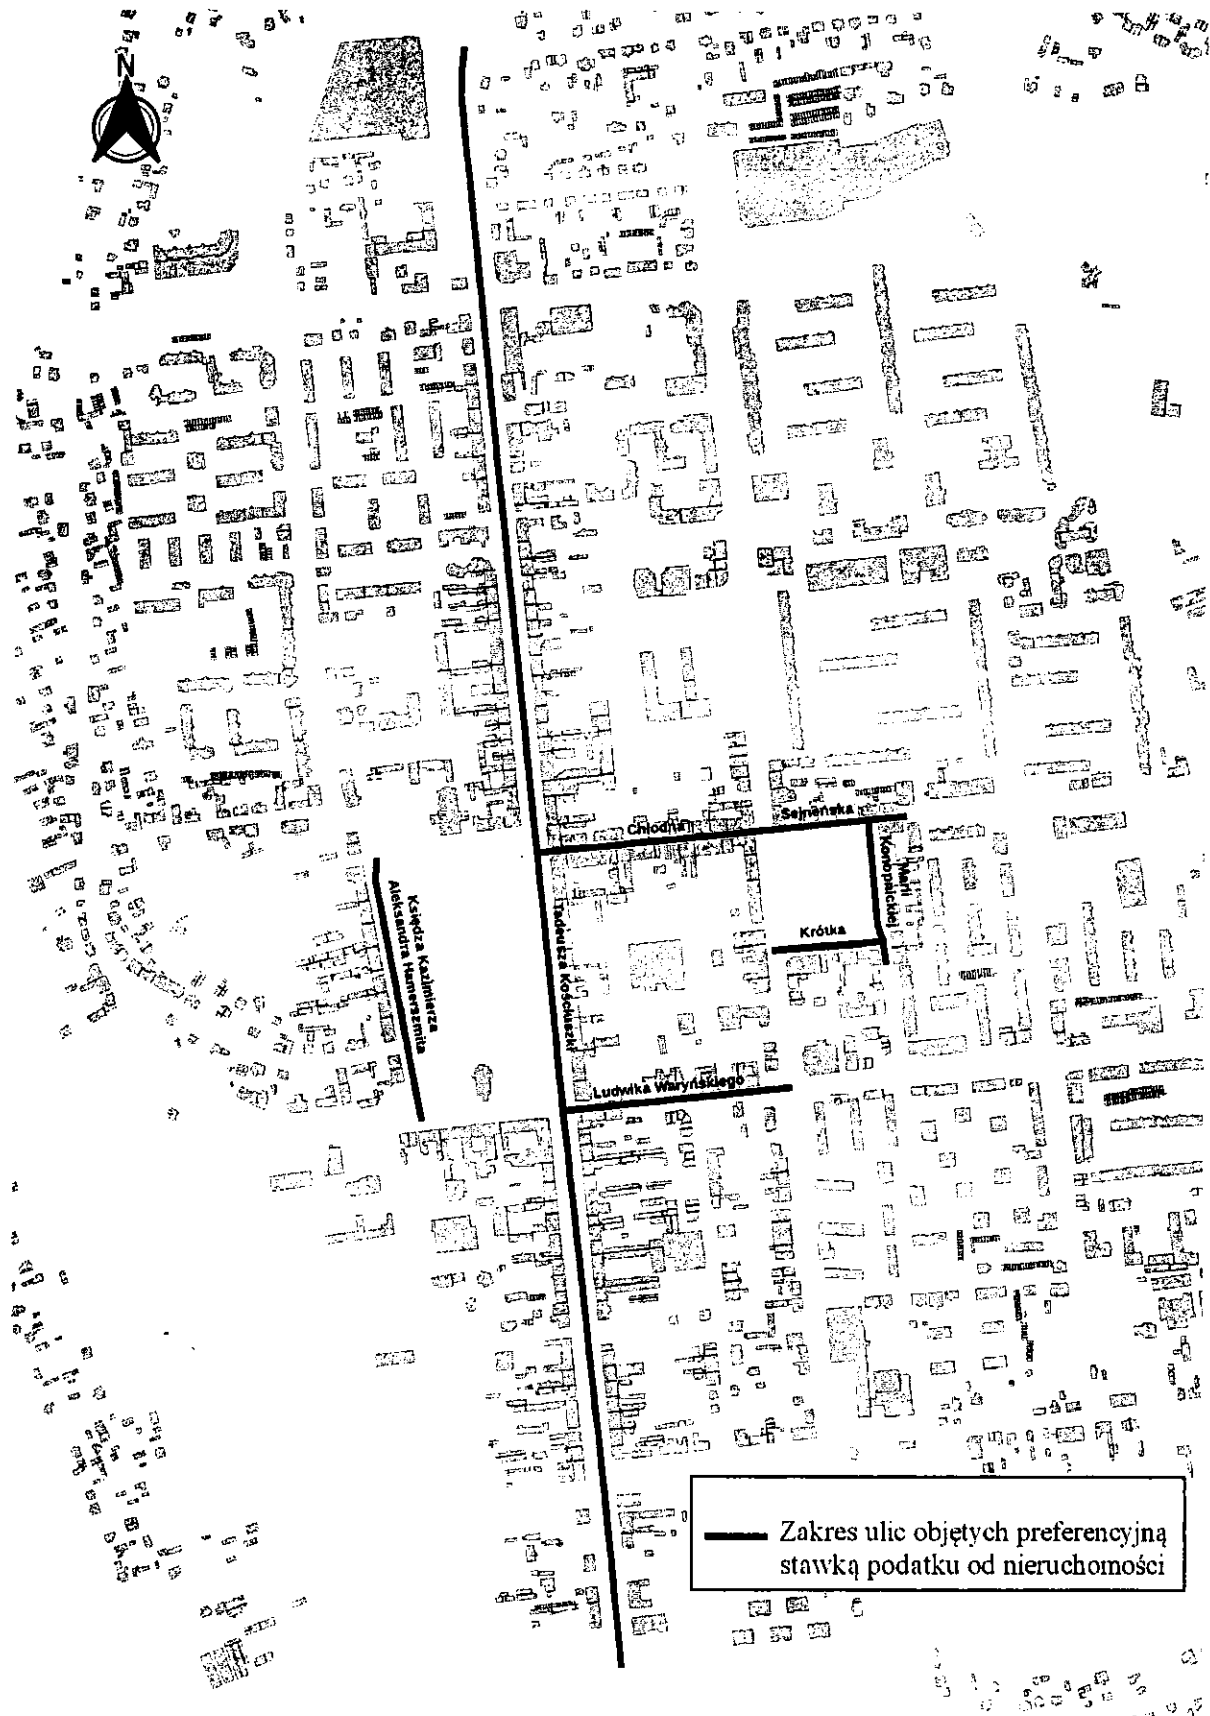 N
Chłodna
Sejneńska
Marii
Konopnickiej
Krótka
Księdza Kazimierza
Aleksandra Hamerszmita
Tadeusza Kościuszki
Ludwika Waryńskiego
Zakres ulic objętych preferencyjną
stawką podatku od nieruchomości